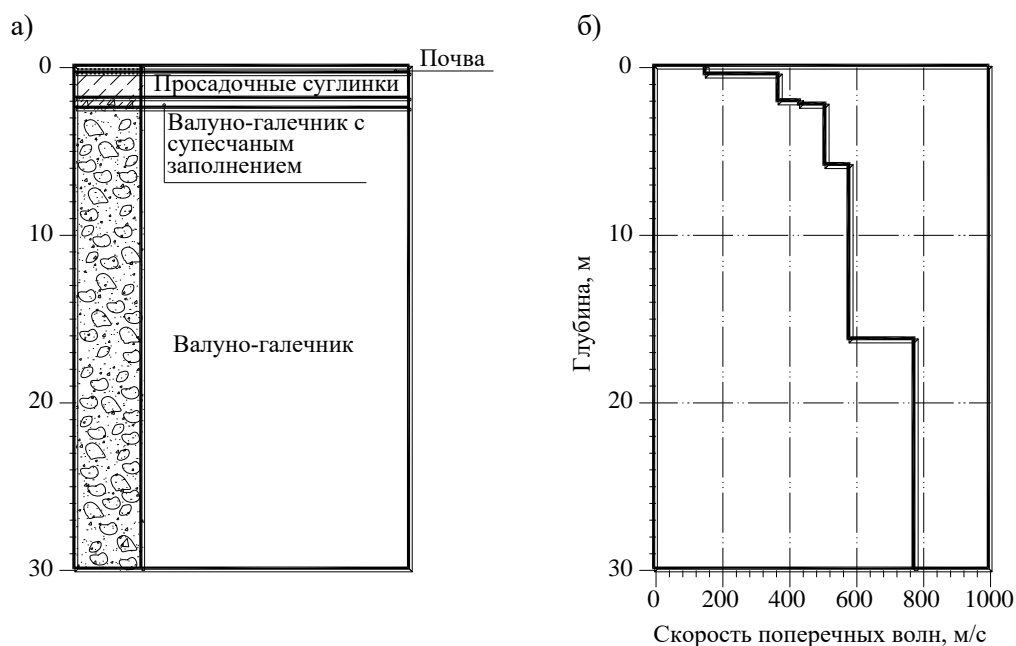 а)
Почва
0
Просадочные суглинки
Валуно-галечник с
супесчаным
заполнением
10
Валуно-галечник
20
30
б)
0
10
Глубина, м
20
30
0 200 400 600 800 1000
Скорость поперечных волн, м/с